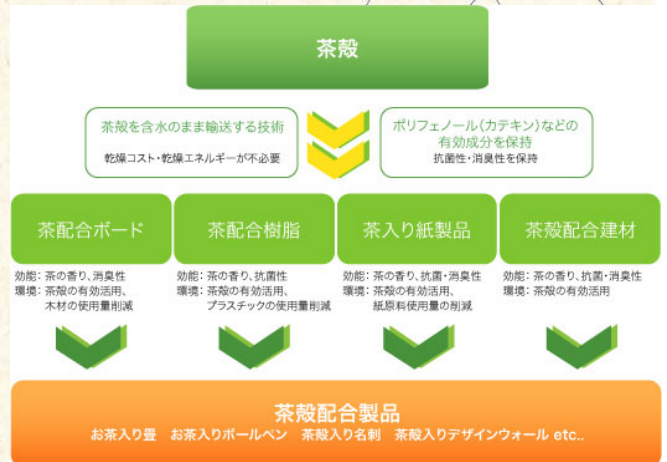 茶殻
茶殻を含水のまま輸送する技術
乾燥コスト・乾燥エネルギーが不必要
ポリフェノール(カテキン)などの
有効成分を保持
抗菌性・消臭性を保持
茶配合ボード
効能:茶の香り、消臭性
環境:茶殻の有効活用、
木材の使用量削減
茶配合樹脂
効能:茶の香り、抗菌性
環境:茶殻の有効活用、
プラスチックの使用量削減
茶入り紙製品
効能:茶の香り、抗菌・消臭性
環境:茶殻の有効活用、
紙原料使用量の削減
茶殻配合建材
効能:茶の香り、抗菌・消臭性
環境:茶殻の有効活用
茶殻配合製品
お茶入り畳 お茶入りボールペン 茶殻入り名刺 茶殻入りデザインウォール etc..